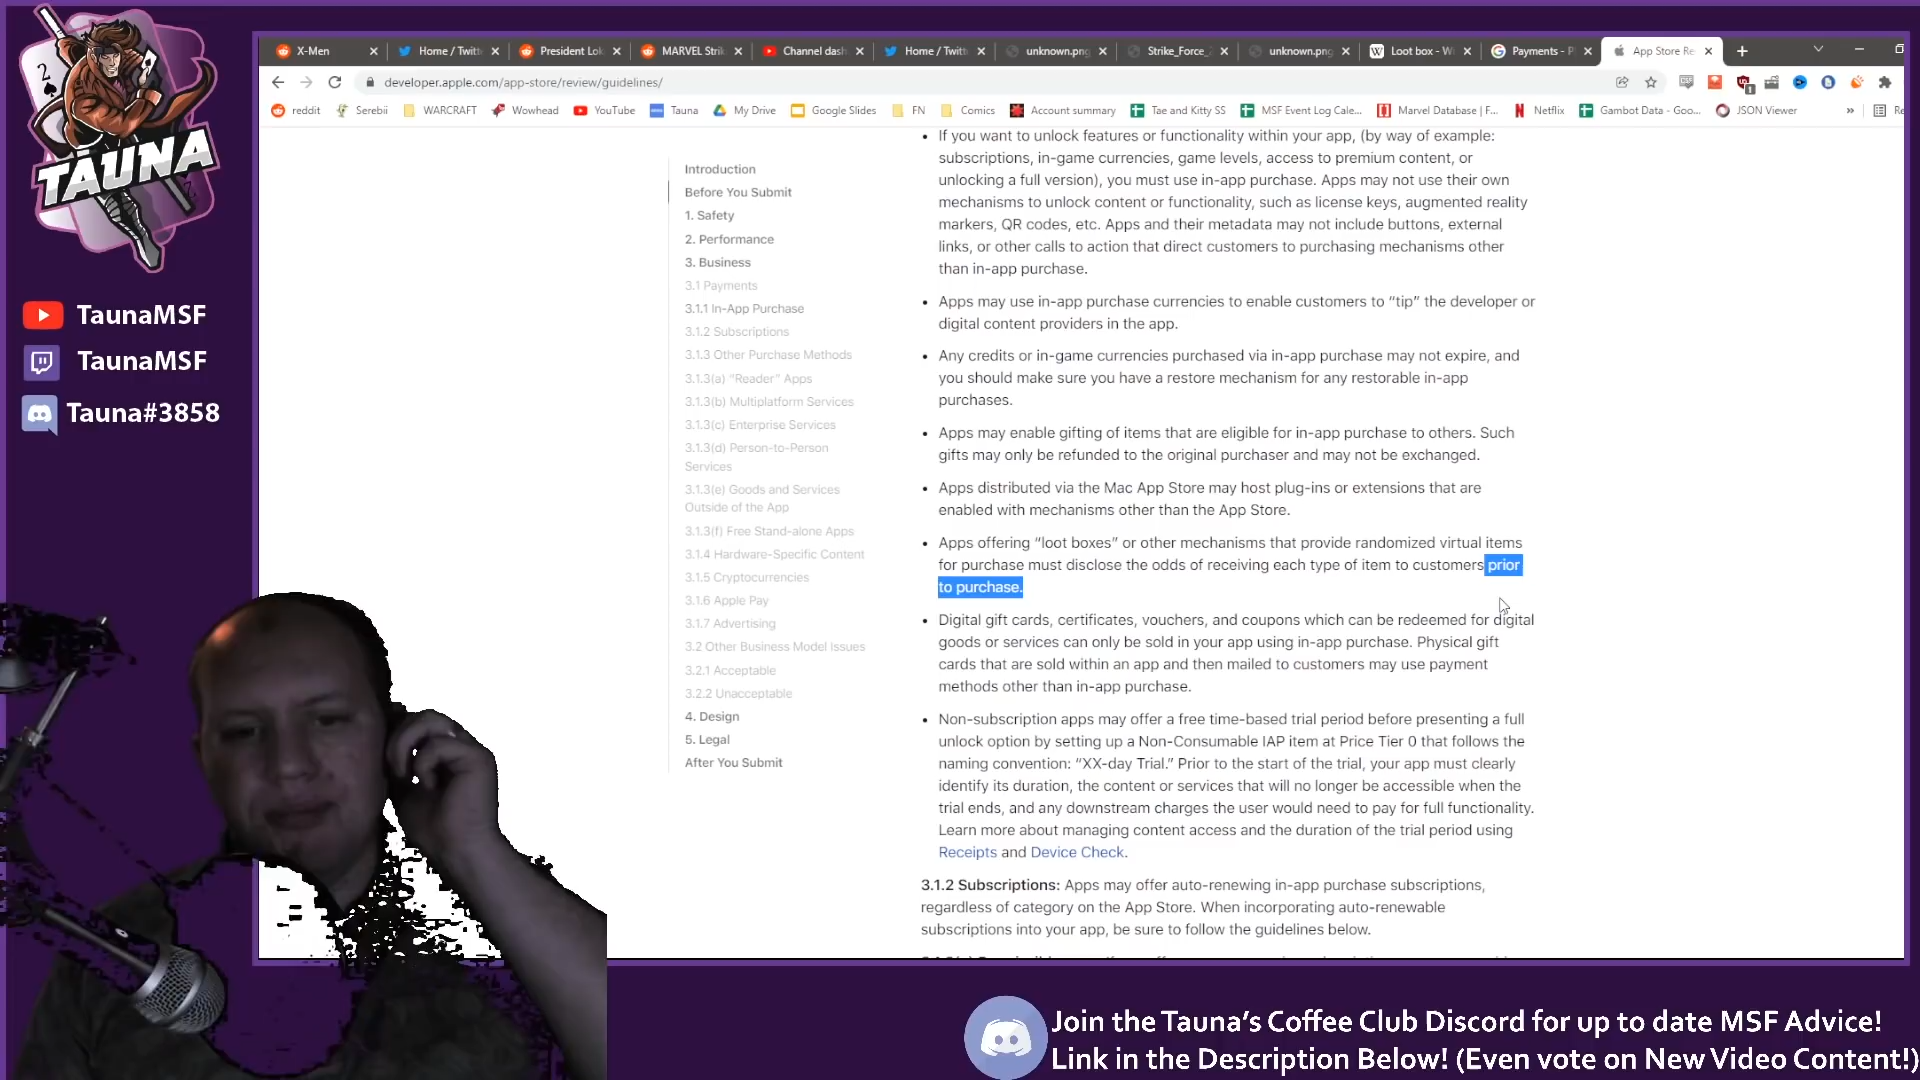 2
TAUNA
TaunaMSF
TaunaMSF
Tauna#3858
X-Men
Home / Twitt
President Lok
MARVEL Strik
Channel dash
Home / Twitt
unknown.png
Strike_Force_
unknown.png
Loot box - W
Payments - P
App Store Re
developer.apple.com/app-store/review/guidelines/
reddit
Serebii
WARCRAFT
Wowhead
YouTube
Tauna
My Drive
Google Slides
FN
Comics
Account summary
Tae and Kitty SS
MSF Event Log Cale...
Marvel Database | F...
Netflix
Gambot Data - Goo...
JSON Viewer
»
Re
Introduction
Before You Submit
1. Safety
2. Performance
3. Business
3.1 Payments
3.1.1 In-App Purchase
3.1.2 Subscriptions
3.1.3 Other Purchase Methods
3.1.3(a) “Reader” Apps
3.1.3(b) Multiplatform Services
3.1.3(c) Enterprise Services
3.1.3(d) Person-to-Person
Services
3.1.3(e) Goods and Services
Outside of the App
3.1.3(f) Free Stand-alone Apps
3.1.4 Hardware-Specific Content
3.1.5 Cryptocurrencies
3.1.6 Apple Pay
3.1.7 Advertising
3.2 Other Business Model Issues
3.2.1 Acceptable
3.2.2 Unacceptable
4. Design
5. Legal
After You Submit
• If you want to unlock features or functionality within your app, (by way of example:
subscriptions, in-game currencies, game levels, access to premium content, or
unlocking a full version), you must use in-app purchase. Apps may not use their own
mechanisms to unlock content or functionality, such as license keys, augmented reality
markers, QR codes, etc. Apps and their metadata may not include buttons, external
links, or other calls to action that direct customers to purchasing mechanisms other
than in-app purchase.
• Apps may use in-app purchase currencies to enable customers to “tip” the developer or
digital content providers in the app.
• Any credits or in-game currencies purchased via in-app purchase may not expire, and
you should make sure you have a restore mechanism for any restorable in-app
purchases.
• Apps may enable gifting of items that are eligible for in-app purchase to others. Such
gifts may only be refunded to the original purchaser and may not be exchanged.
• Apps distributed via the Mac App Store may host plug-ins or extensions that are
enabled with mechanisms other than the App Store.
• Apps offering “loot boxes” or other mechanisms that provide randomized virtual items
for purchase must disclose the odds of receiving each type of item to customers prior
to purchase.
• Digital gift cards, certificates, vouchers, and coupons which can be redeemed for digital
goods or services can only be sold in your app using in-app purchase. Physical gift
cards that are sold within an app and then mailed to customers may use payment
methods other than in-app purchase.
• Non-subscription apps may offer a free time-based trial period before presenting a full
unlock option by setting up a Non-Consumable IAP item at Price Tier 0 that follows the
naming convention: “XX-day Trial.” Prior to the start of the trial, your app must clearly
identify its duration, the content or services that will no longer be accessible when the
trial ends, and any downstream charges the user would need to pay for full functionality.
Learn more about managing content access and the duration of the trial period using
Receipts and Device Check.
3.1.2 Subscriptions: Apps may offer auto-renewing in-app purchase subscriptions,
regardless of category on the App Store. When incorporating auto-renewable
subscriptions into your app, be sure to follow the guidelines below.
Join the Tauna’s Coffee Club Discord for up to date MSF Advice!
Link in the Description Below! (Even vote on New Video Content!)